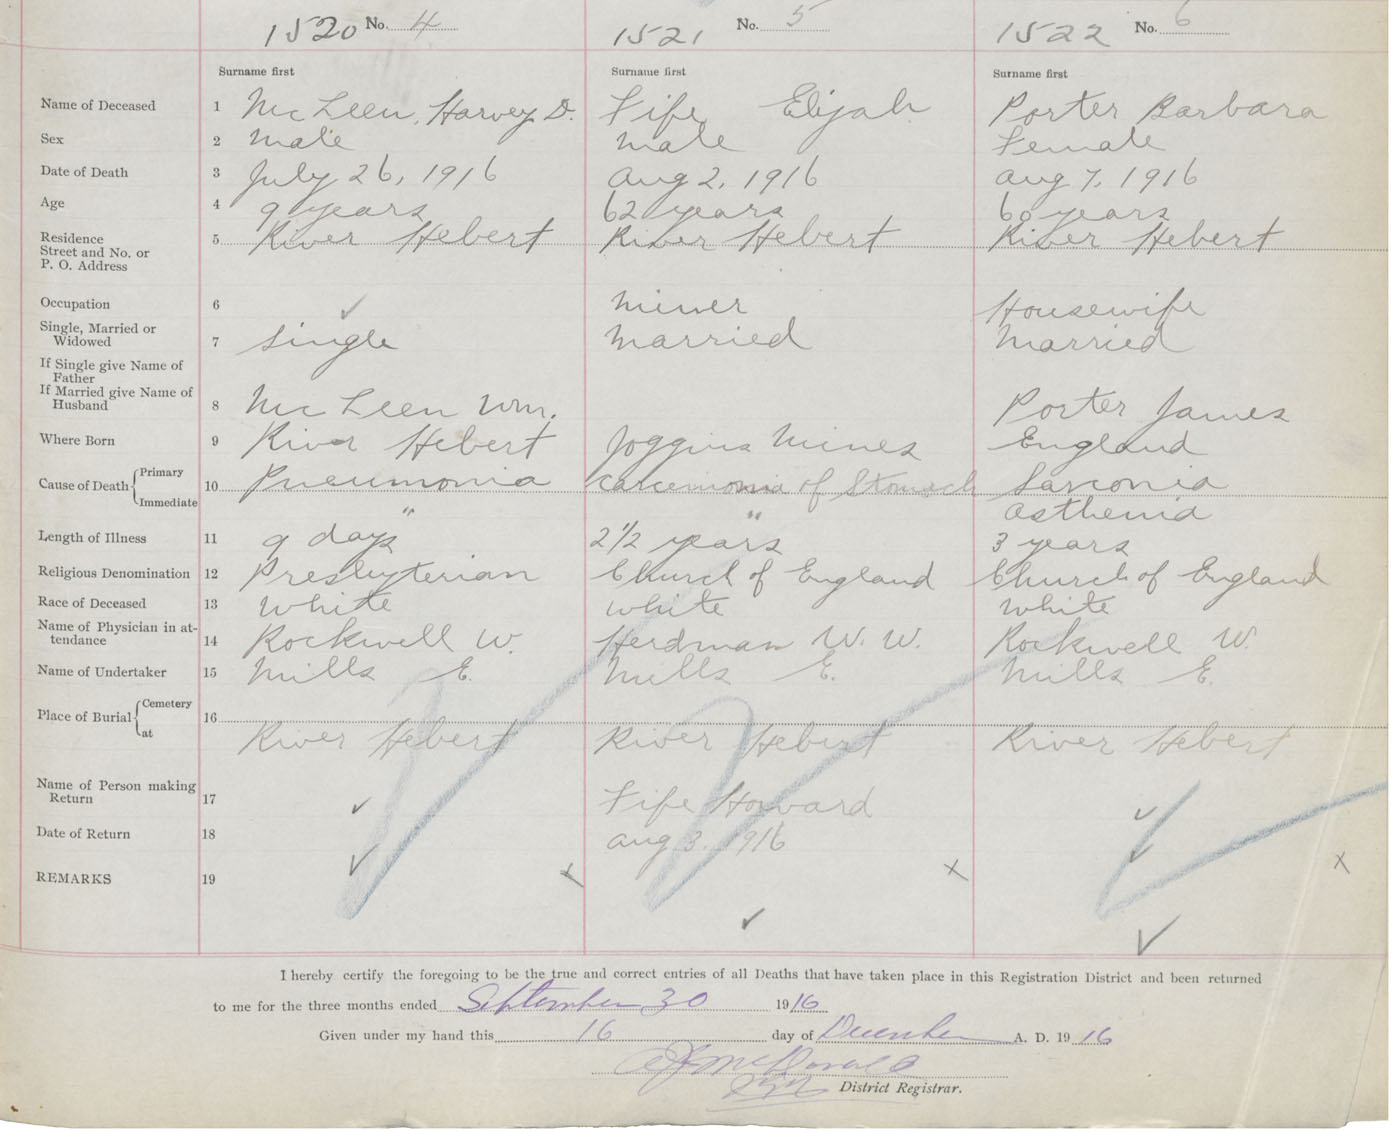 1520 No. 4 1521 No. 5 1522 No. 6
Surname first Surname first Surname first
Name of Deceased 1 McLeen, Harvey D. Fife, Elijah Porter Barbara
Sex 2 Male Male Female
Date of Death 3 July 26, 1916 Aug 2, 1916 Aug 7, 1916
Age 4 9 years 62 years 60 years
Residence
Street and No. or
P. O. Address 5 River Hebert River Hebert River Hebert
Occupation 6 ✓ Miner Housewife
Single, Married or
Widowed 7 Single Married Married
If Single give Name of
Father
If Married give Name of
Husband 8 McLeen Wm. Porter James
Where Born 9 River Hebert Joggins Mines England
Cause of Death { Primary 10 Pneumonia of Stomach Sarconia
Immediate " " Asthenia
Length of Illness 11 9 days 2 1/2 years 3 years
Religious Denomination 12 Presbyterian Church of England Church of England
Race of Deceased 13 White White White
Name of Physician in at-
tendance 14 Rockwell W. Herdman W. W. Rockwell W.
Name of Undertaker 15 Mills E. Mills E. Mills E.
Place of Burial { Cemetery 16
at River Hebert River Hebert River Hebert
Name of Person making
Return 17 ✓ Fife Howard ✓
Date of Return 18 ✓ Aug 3, 1916 ✓
REMARKS 19 x x x
✓ ✓
I hereby certify the foregoing to be the true and correct entries of all Deaths that have taken place in this Registration District and been returned
to me for the three months ended September 30 1916
Given under my hand this 16 day of December A. D. 1916
McDonald
District Registrar.